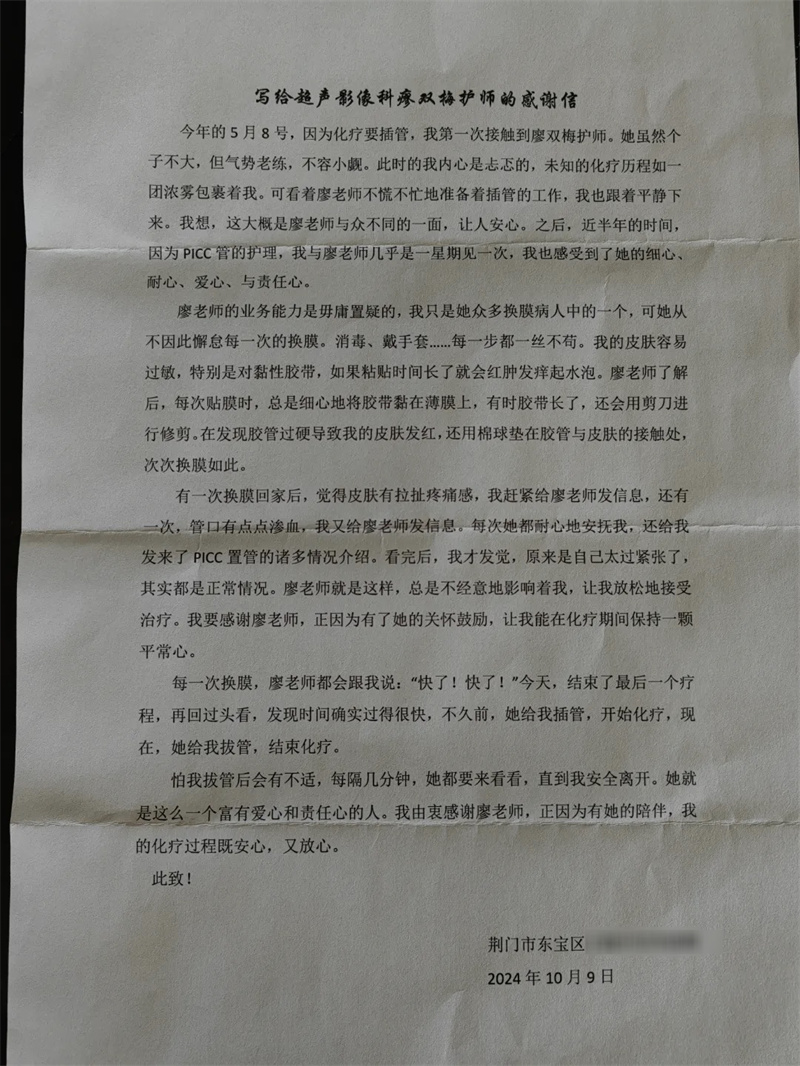 写给超声影像科廖双梅护师的感谢信
今年的 5 月 8 号，因为化疗要插管，我第一次接触到廖双梅护师。她虽然个
子不大，但气势老练，不容小觑。此时的我内心是忐忑的，未知的化疗历程如一
团浓雾包裹着我。可看着廖老师不慌不忙地准备着插管的工作，我也跟着平静下
来。我想，这大概是廖老师与众不同的一面，让人安心。之后，近半年的时间，
因为 PICC 管的护理，我与廖老师几乎是一星期见一次，我也感受到了她的细心、
耐心、爱心、与责任心。
廖老师的业务能力是毋庸置疑的，我只是她众多换膜病人中的一个，可她从
不因此懈怠每一次的换膜。消毒、戴手套……每一步都一丝不苟。我的皮肤容易
过敏，特别是对黏性胶带，如果粘贴时间长了就会红肿发痒起水泡。廖老师了解
后，每次贴膜时，总是细心地将胶带黏在薄膜上，有时胶带长了，还会用剪刀进
行修剪。在发现胶管过硬导致我的皮肤发红，还用棉球垫在胶管与皮肤的接触处，
次次换膜如此。
有一次换膜回家后，觉得皮肤有拉扯疼痛感，我赶紧给廖老师发信息，还有
一次，管口有点点渗血，我又给廖老师发信息。每次她都耐心地安抚我，还给我
发来了 PICC 置管的诸多情况介绍。看完后，我才发觉，原来是自己太过紧张了，
其实都是正常情况。廖老师就是这样，总是不经意地影响着我，让我放松地接受
治疗。我要感谢廖老师，正因为有了她的关怀鼓励，让我能在化疗期间保持一颗
平常心。
每一次换膜，廖老师都会跟我说：“快了！快了！”今天，结束了最后一个疗
程，再回过头看，发现时间确实过得很快，不久前，她给我插管，开始化疗，现
在，她给我拔管，结束化疗。
怕我拔管后会有不适，每隔几分钟，她都要来看看，直到我安全离开。她就
是这么一个富有爱心和责任心的人。我由衷感谢廖老师，正因为有她的陪伴，我
的化疗过程既安心，又放心。
此致！
荆门市东宝区
2024 年 10 月 9 日